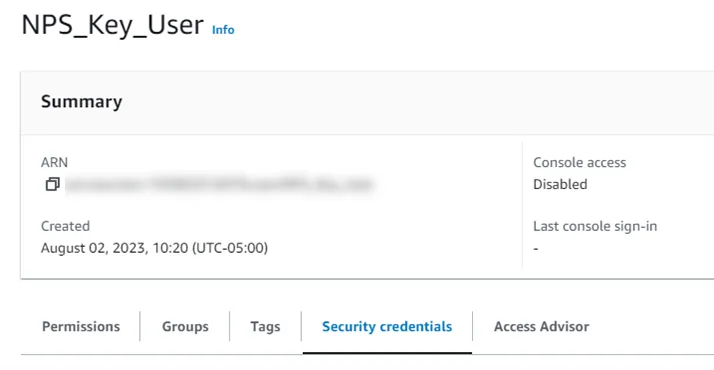 NPS_Key_User Info
Summary
ARN
Console access
Disabled
Created
August 02, 2023, 10:20 (UTC-05:00)
Last console sign-in
-
Permissions
Groups
Tags
Security credentials
Access Advisor